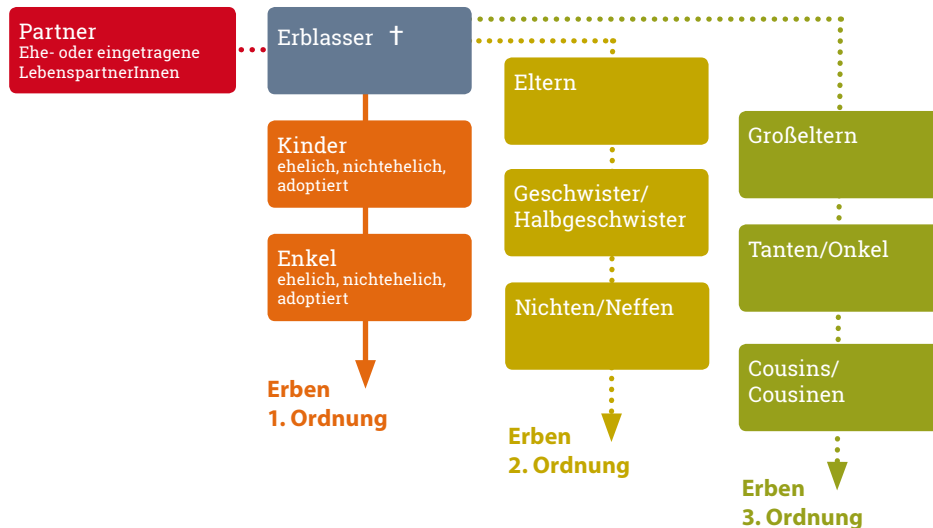 Partner
Ehe- oder eingetragene
LebenspartnerInnen
Erblasser †
Kinder
ehelich, nichtehelich,
adoptiert
Enkel
ehelich, nichtehelich,
adoptiert
Erben
1. Ordnung
Eltern
Geschwister/
Halbgeschwister
Nichten/Neffen
Erben
2. Ordnung
Großeltern
Tanten/Onkel
Cousins/
Cousinen
Erben
3. Ordnung